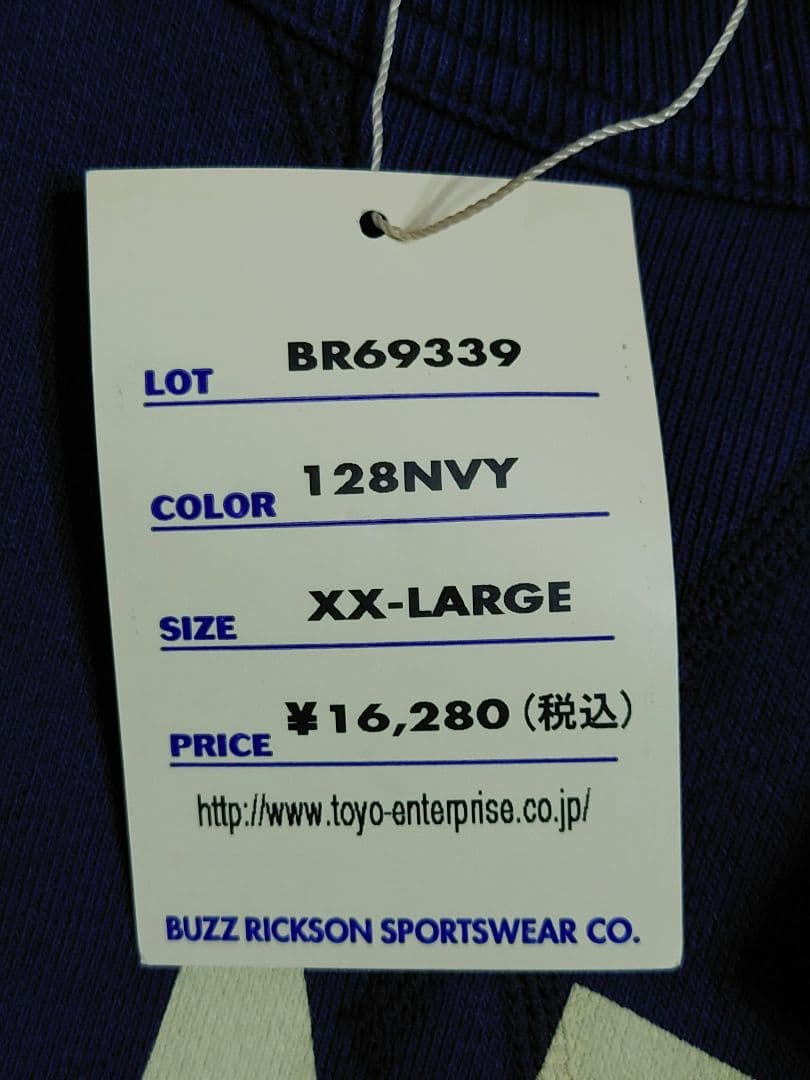 LOT BR69339
COLOR 128NVY
SIZE XX-LARGE
PRICE ¥16,280(税込)
http://www.toyo-enterprise.co.jp/
BUZZ RICKSON SPORTSWEAR CO.